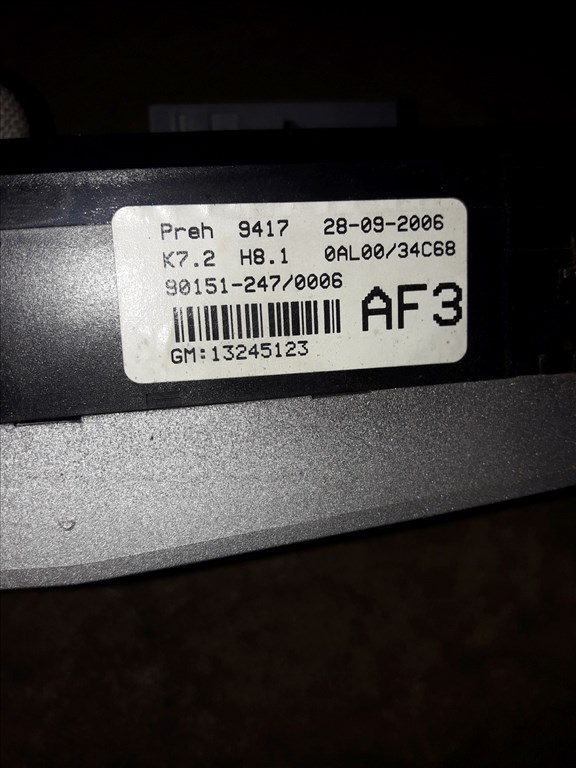 Preh 9417 28-09-2006
K7.2 H8.1 0AL00/34C68
90151-247/0006
AF3
GM:13245123